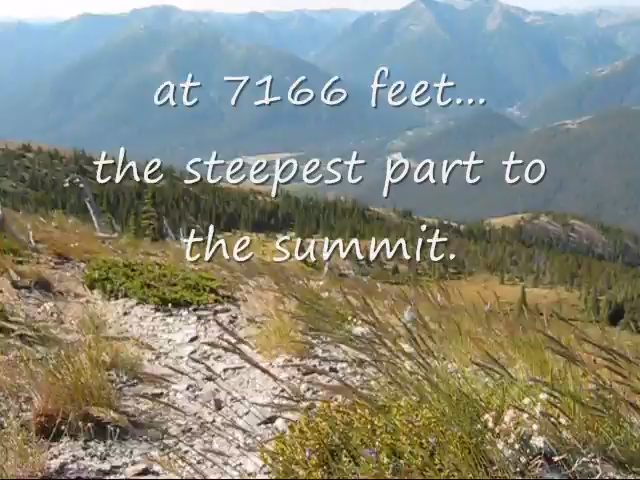 at 7166 feet...
the steepest part to
the summit.